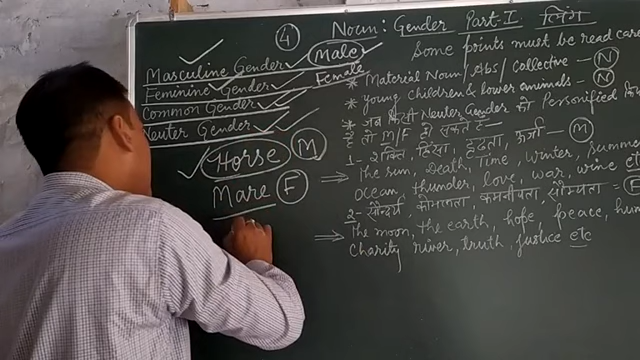 4
Noun: Gender Part-I लिंग
Masculine Gender
Male
Feminine Gender
Female
Common Gender
Neuter Gender
Horse M
Mare F
Some points must be read care
* Material Noun / Abs / Collective - N
* young children & lower animals - N
* जब किसी Neuter Gender को Personified
है तो M/F हो सकते हैं -
1- शक्ति, हिंसा, दृढ़ता, ऊर्जा - M
The sun, Death, Time, winter, summer
ocean, thunder, love, war, wine etc
2- सौन्दर्य, कोमलता, कमनीयता, सौम्यता = F
The moon, the earth, hope, peace, hum
Charity river, truth, justice etc